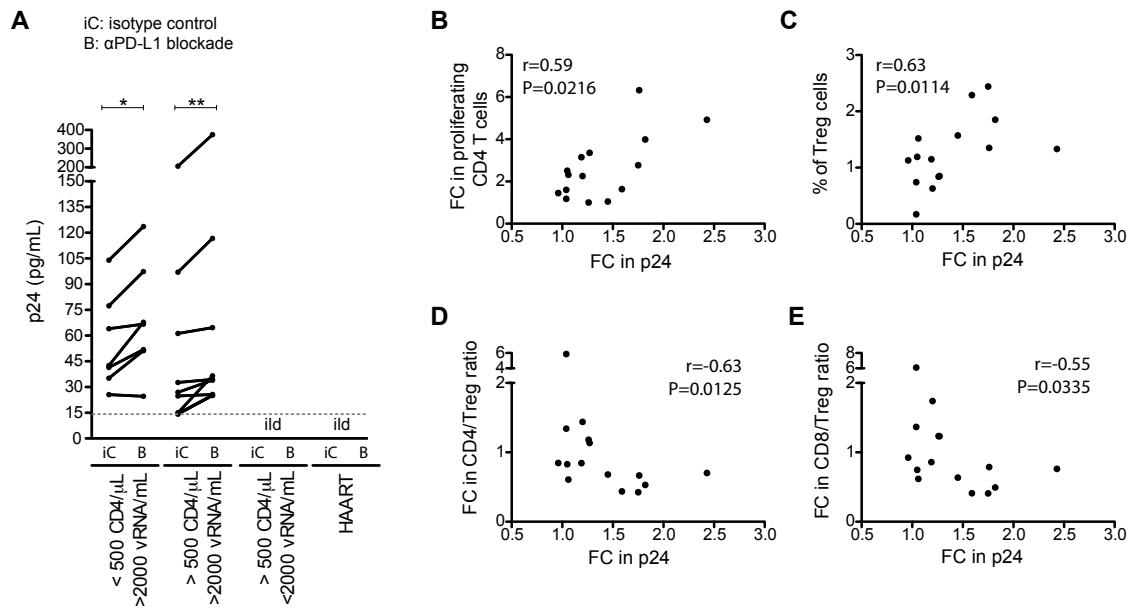 A
iC: isotype control
B: αPD-L1 blockade
* **
400
300
200
150
135
120
105
90
75
60
45
30
15
0
p24 (pg/mL)
ild ild
iC B iC B iC B iC B
< 500 CD4/μL
>2000 vRNA/mL
> 500 CD4/μL
>2000 vRNA/mL
> 500 CD4/μL
<2000 vRNA/mL
HAART
B
r=0.59
P=0.0216
8
6
4
2
0
FC in proliferating
CD4 T cells
0.5 1.0 1.5 2.0 2.5 3.0
FC in p24
C
r=0.63
P=0.0114
3
2
1
0
% of Treg cells
0.5 1.0 1.5 2.0 2.5 3.0
FC in p24
D
r=-0.63
P=0.0125
6
4
2
1
0
FC in CD4/Treg ratio
0.5 1.0 1.5 2.0 2.5 3.0
FC in p24
E
r=-0.55
P=0.0335
8
6
4
2
1
0
FC in CD8/Treg ratio
0.5 1.0 1.5 2.0 2.5 3.0
FC in p24